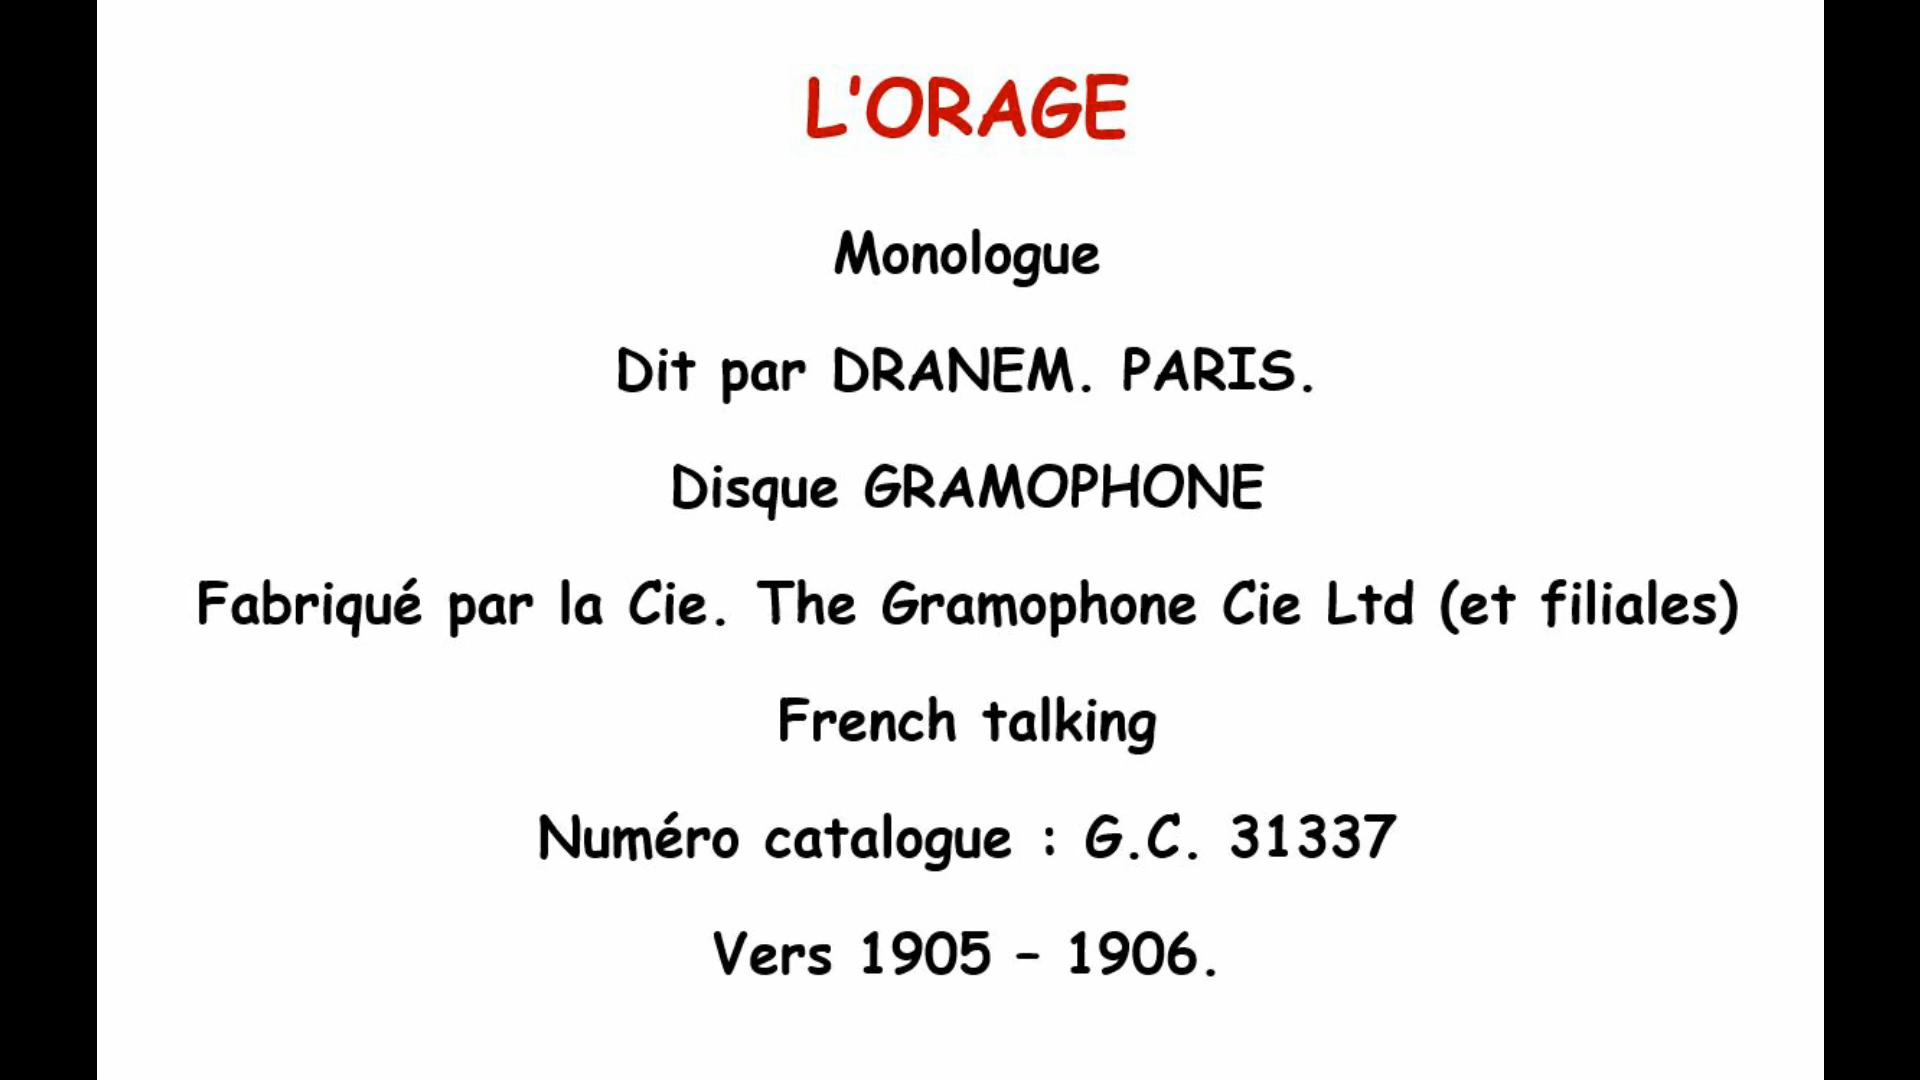 L'ORAGE
Monologue
Dit par DRANEM. PARIS.
Disque GRAMOPHONE
Fabriqué par la Cie. The Gramophone Cie Ltd (et filiales)
French talking
Numéro catalogue : G.C. 31337
Vers 1905 – 1906.